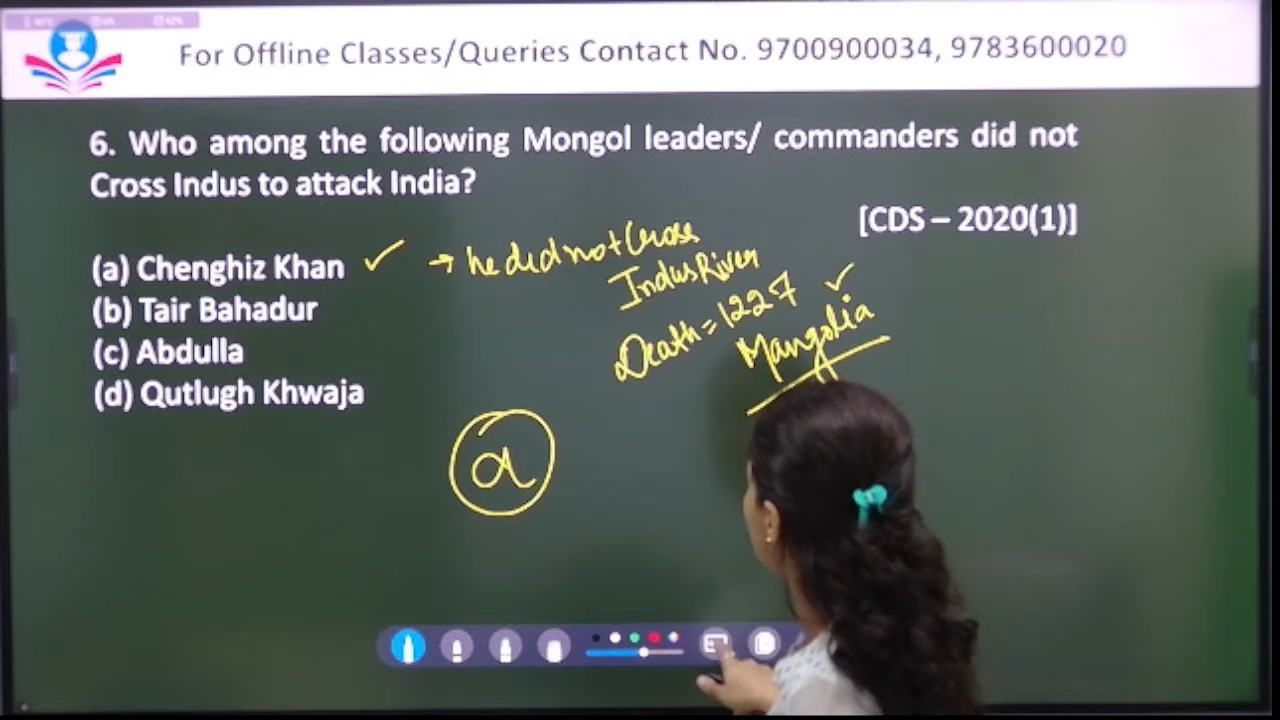 For Offline Classes/Queries Contact No. 9700900034, 9783600020
6. Who among the following Mongol leaders/ commanders did not
Cross Indus to attack India?
[CDS – 2020(1)]
(a) Chenghiz Khan ✓ → he did not Cross
Indus River
(b) Tair Bahadur
Death = 1227 ✓
(c) Abdulla
Mangolia
(d) Qutlugh Khwaja
a